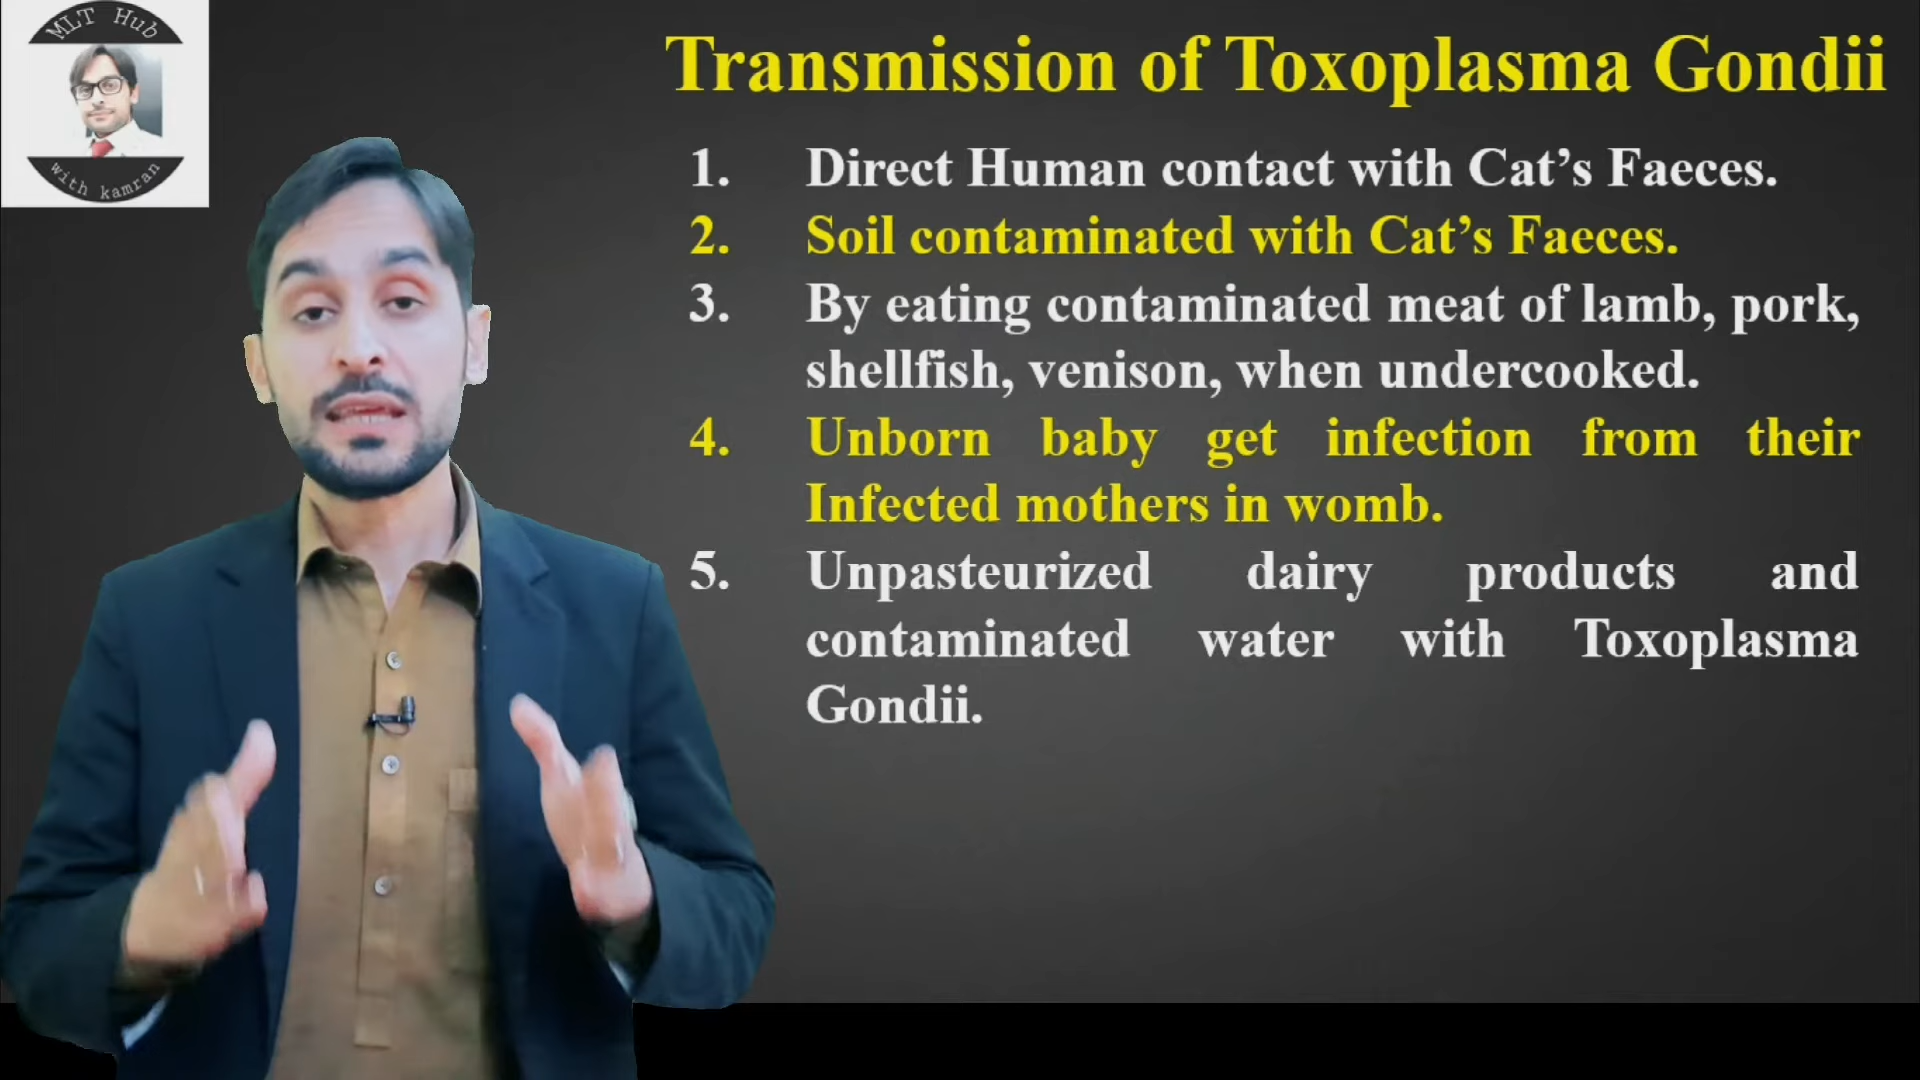 MLT Hub
with kamran
Transmission of Toxoplasma Gondii
1. Direct Human contact with Cat’s Faeces.
2. Soil contaminated with Cat’s Faeces.
3. By eating contaminated meat of lamb, pork,
shellfish, venison, when undercooked.
4. Unborn baby get infection from their
Infected mothers in womb.
5. Unpasteurized dairy products and
contaminated water with Toxoplasma
Gondii.